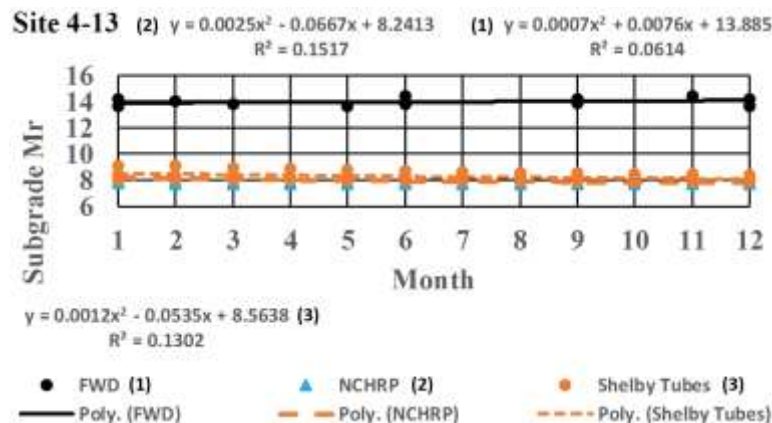 Site 4-13 (2) y = 0.0025x² - 0.0667x + 8.2413 (1) y = 0.0007x² + 0.0076x + 13.885
R² = 0.1517 R² = 0.0614
16
14
12
10
8
6
Subgrade Mr
1 2 3 4 5 6 7 8 9 10 11 12
Month
y = 0.0012x² - 0.0535x + 8.5638 (3)
R² = 0.1302
FWD (1) NCHRP (2) Shelby Tubes (3)
Poly. (FWD) Poly. (NCHRP) Poly. (Shelby Tubes)